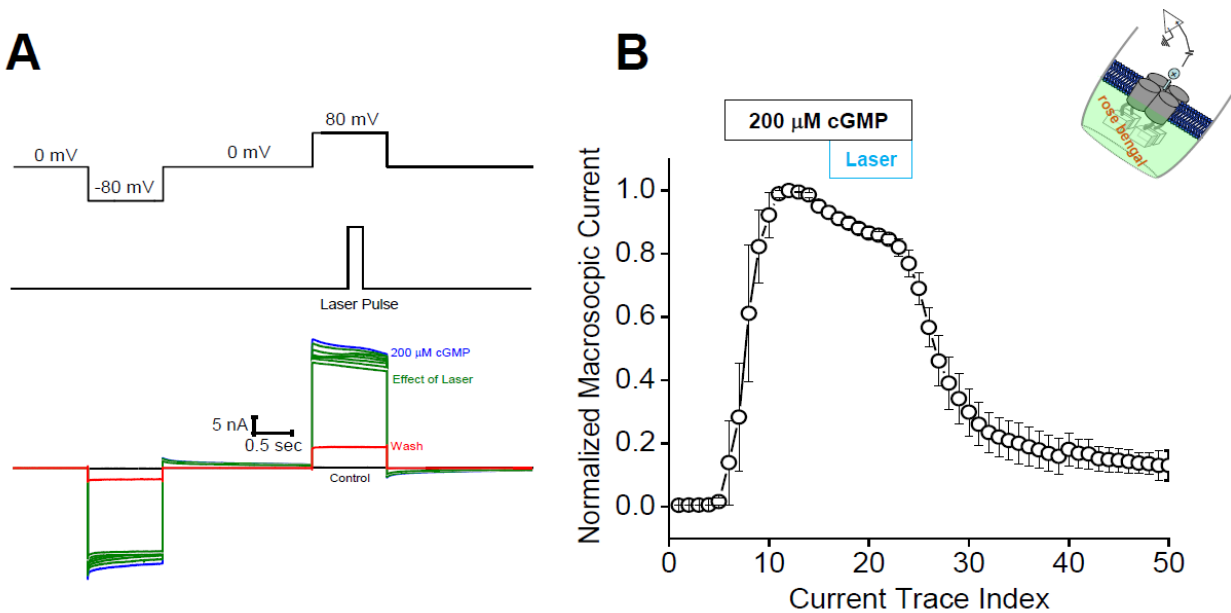 A
0 mV
-80 mV
0 mV
80 mV
Laser Pulse
200 μM cGMP
Effect of Laser
5 nA
0.5 sec
Wash
Control
B
200 μM cGMP
Laser
rose bengal
Normalized Macrosocpic Current
1.0
0.8
0.6
0.4
0.2
0.0
0 10 20 30 40 50
Current Trace Index